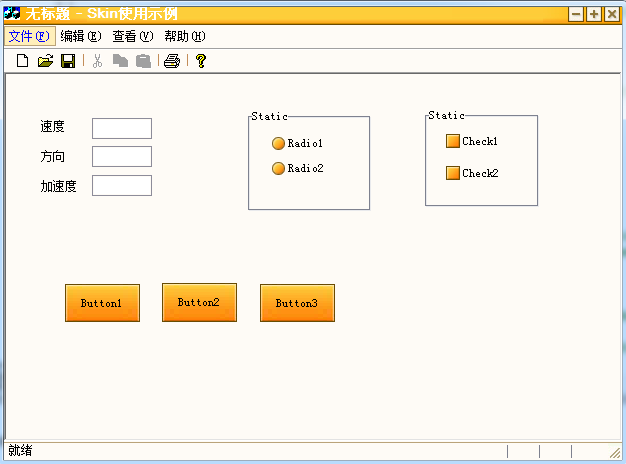 无标题 - Skin使用示例
文件(F) 编辑(E) 查看(V) 帮助(H)
速度
方向
加速度
Static
Radio1
Radio2
Static
Check1
Check2
Button1 Button2 Button3
就绪